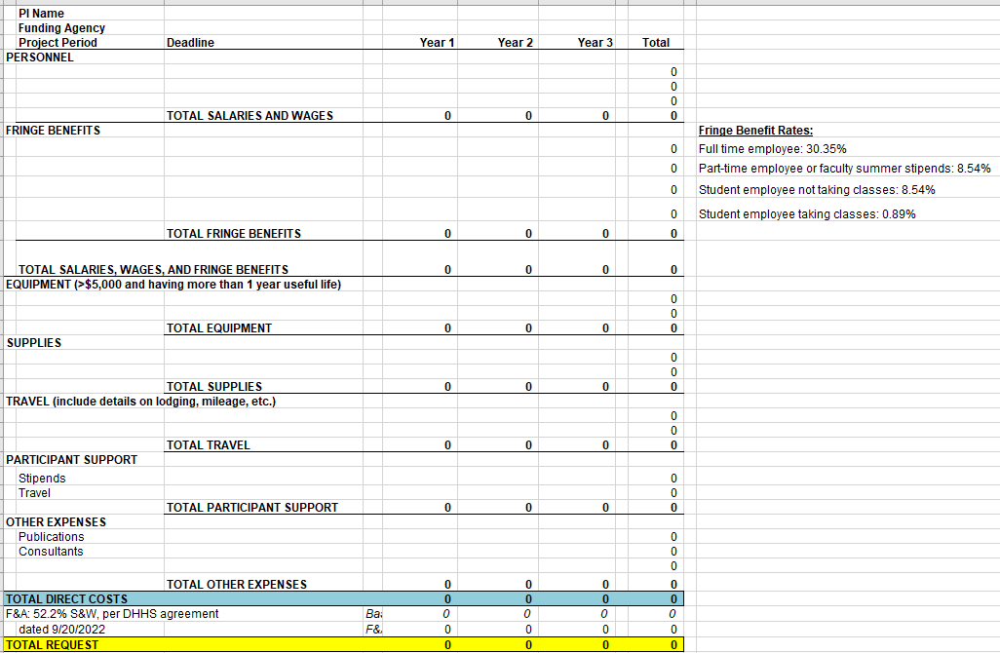 PI Name
Funding Agency
Project Period Deadline Year 1 Year 2 Year 3 Total
PERSONNEL
0
0
0
TOTAL SALARIES AND WAGES 0 0 0 0
FRINGE BENEFITS Fringe Benefit Rates:
0 Full time employee: 30.35%
0 Part-time employee or faculty summer stipends: 8.54%
0 Student employee not taking classes: 8.54%
0 Student employee taking classes: 0.89%
TOTAL FRINGE BENEFITS 0 0 0 0
TOTAL SALARIES, WAGES, AND FRINGE BENEFITS 0 0 0 0
EQUIPMENT (>$5,000 and having more than 1 year useful life)
0
0
TOTAL EQUIPMENT 0 0 0 0
SUPPLIES
0
0
TOTAL SUPPLIES 0 0 0 0
TRAVEL (include details on lodging, mileage, etc.)
0
0
TOTAL TRAVEL 0 0 0 0
PARTICIPANT SUPPORT
Stipends 0
Travel 0
TOTAL PARTICIPANT SUPPORT 0 0 0 0
OTHER EXPENSES
Publications 0
Consultants 0
0
TOTAL OTHER EXPENSES 0 0 0 0
TOTAL DIRECT COSTS 0 0 0 0
F&A: 52.2% S&W, per DHHS agreement 0 0 0 0
dated 9/20/2022 F& 0 0 0 0
TOTAL REQUEST 0 0 0 0